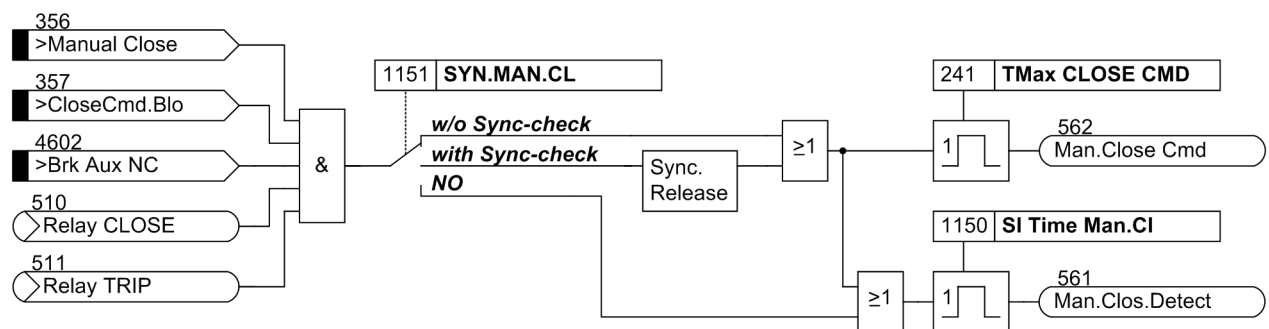 356
>Manual Close
357
>CloseCmd.Blo
4602
>Brk Aux NC
510
Relay CLOSE
511
Relay TRIP
&
1151 SYN.MAN.CL
w/o Sync-check
with Sync-check
NO
Sync.
Release
≥1
241 TMax CLOSE CMD
1
562
Man.Close Cmd
1150 SI Time Man.Cl
≥1
1
561
Man.Clos.Detect